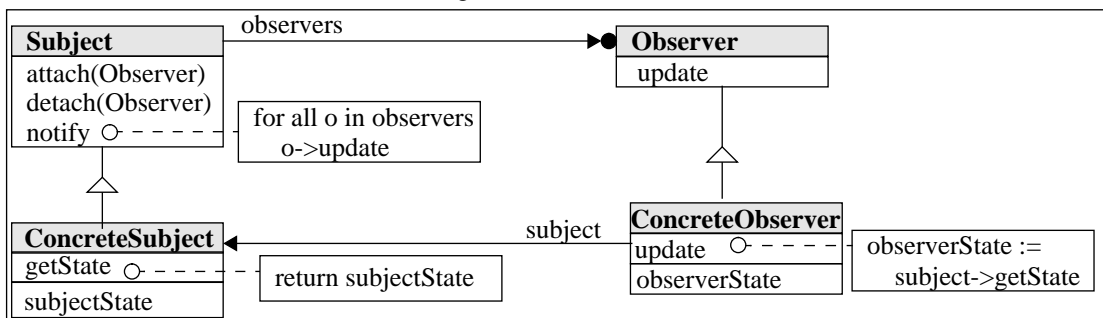 observers
Subject
attach(Observer)
detach(Observer)
notify
for all o in observers
o->update
Observer
update
ConcreteSubject
getState
subjectState
return subjectState
subject
ConcreteObserver
update
observerState
observerState :=
subject->getState